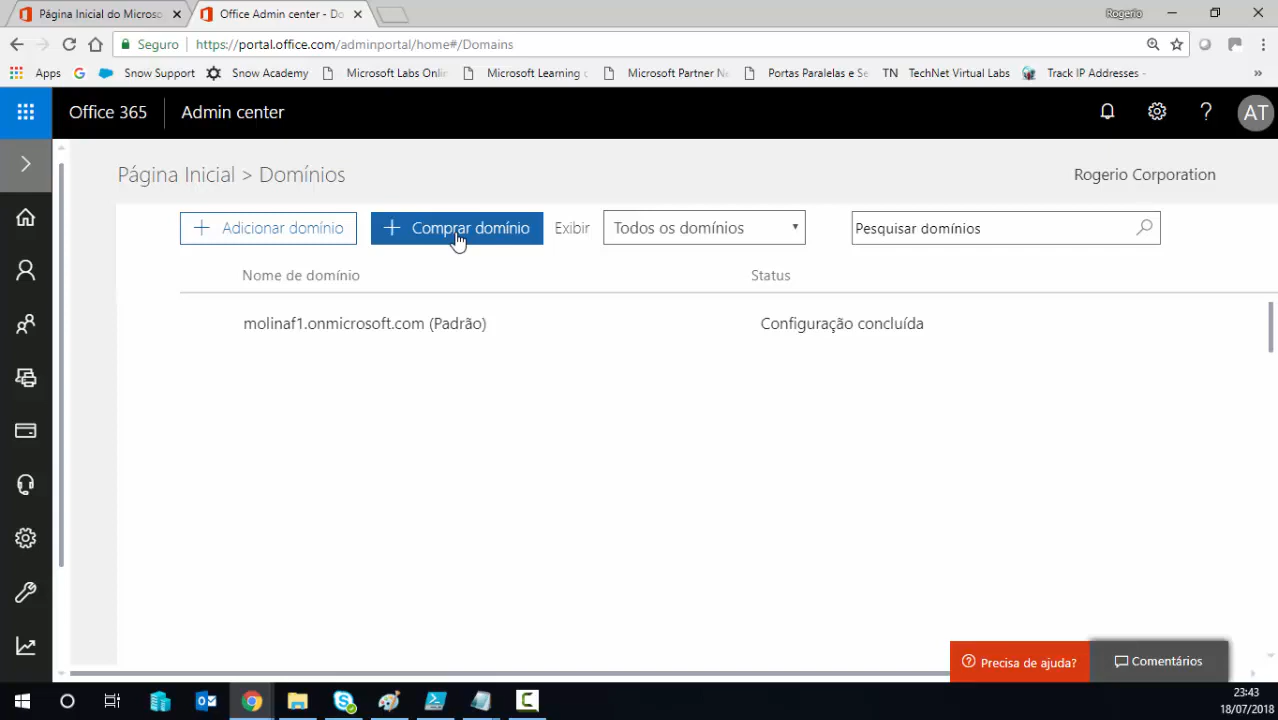 Página Inicial do Microso
Office Admin center - Do
Rogerio
Seguro
https://portal.office.com/adminportal/home#/Domains
Apps
Snow Support
Snow Academy
Microsoft Labs Onlin
Microsoft Learning
Microsoft Partner N
Portas Paralelas e Se
TN TechNet Virtual Labs
Track IP Addresses -
»
Office 365
Admin center
?
AT
Página Inicial > Domínios
Rogerio Corporation
+ Adicionar domínio
+ Comprar domínio
Exibir
Todos os domínios
Pesquisar domínios
Nome de domínio
Status
molinaf1.onmicrosoft.com (Padrão)
Configuração concluída
Precisa de ajuda?
Comentários
23:43
18/07/2018